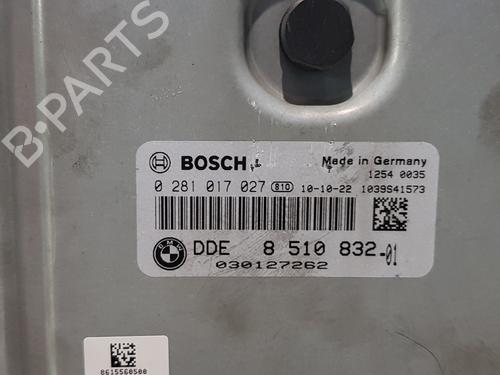 B-PARTS
BOSCH
Made in Germany
1254 0035
0 281 017 027 810 10-10-22 1039S41573
BMW
DDE 8 510 832-01
030127262
8615560500